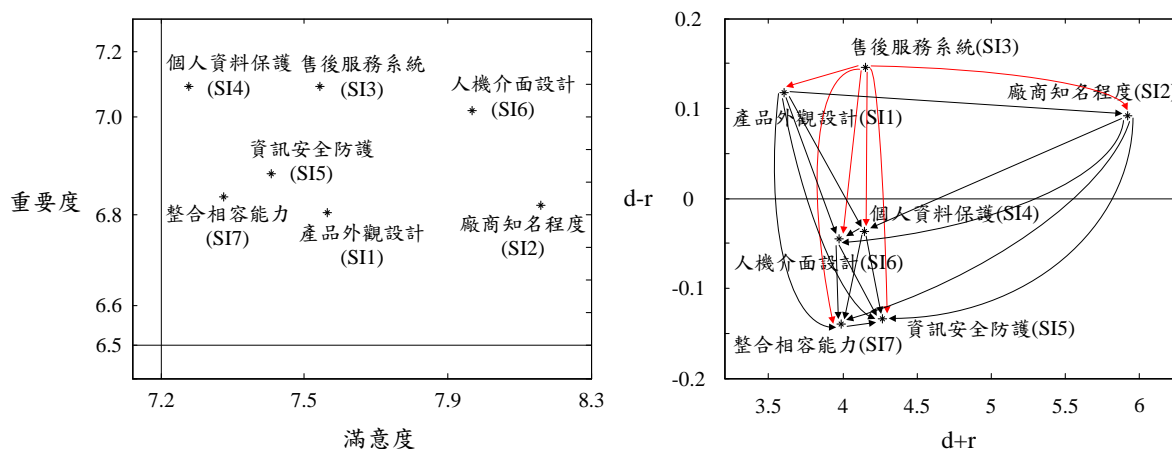 7.2
個人資料保護
(SI4)
售後服務系統
(SI3)
人機介面設計
(SI6)
7.0
資訊安全防護
(SI5)
重要度
6.8
整合相容能力
(SI7)
產品外觀設計
(SI1)
廠商知名程度
(SI2)
6.6
6.5
7.2
7.5
7.9
8.3
滿意度
0.2
售後服務系統(SI3)
廠商知名程度(SI2)
0.1
產品外觀設計(SI1)
d-r
0
個人資料保護(SI4)
人機介面設計(SI6)
-0.1
資訊安全防護(SI5)
整合相容能力(SI7)
-0.2
3.5
4
4.5
5
5.5
6
d+r